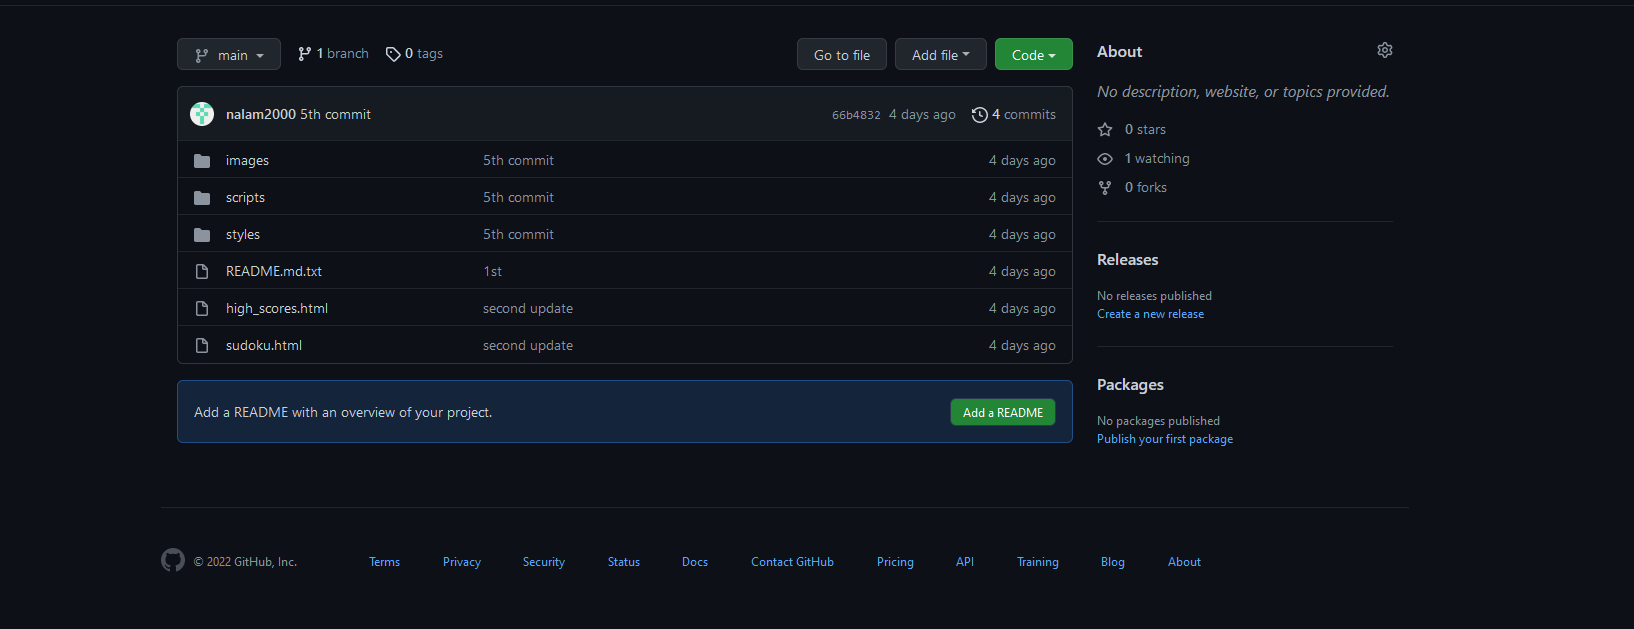 main 1 branch 0 tags Go to file Add file Code
nalam2000 5th commit 66b4832 4 days ago 4 commits
images 5th commit 4 days ago
scripts 5th commit 4 days ago
styles 5th commit 4 days ago
README.md.txt 1st 4 days ago
high_scores.html second update 4 days ago
sudoku.html second update 4 days ago
Add a README with an overview of your project. Add a README
About
No description, website, or topics provided.
0 stars
1 watching
0 forks
Releases
No releases published
Create a new release
Packages
No packages published
Publish your first package
© 2022 GitHub, Inc. Terms Privacy Security Status Docs Contact GitHub Pricing API Training Blog About